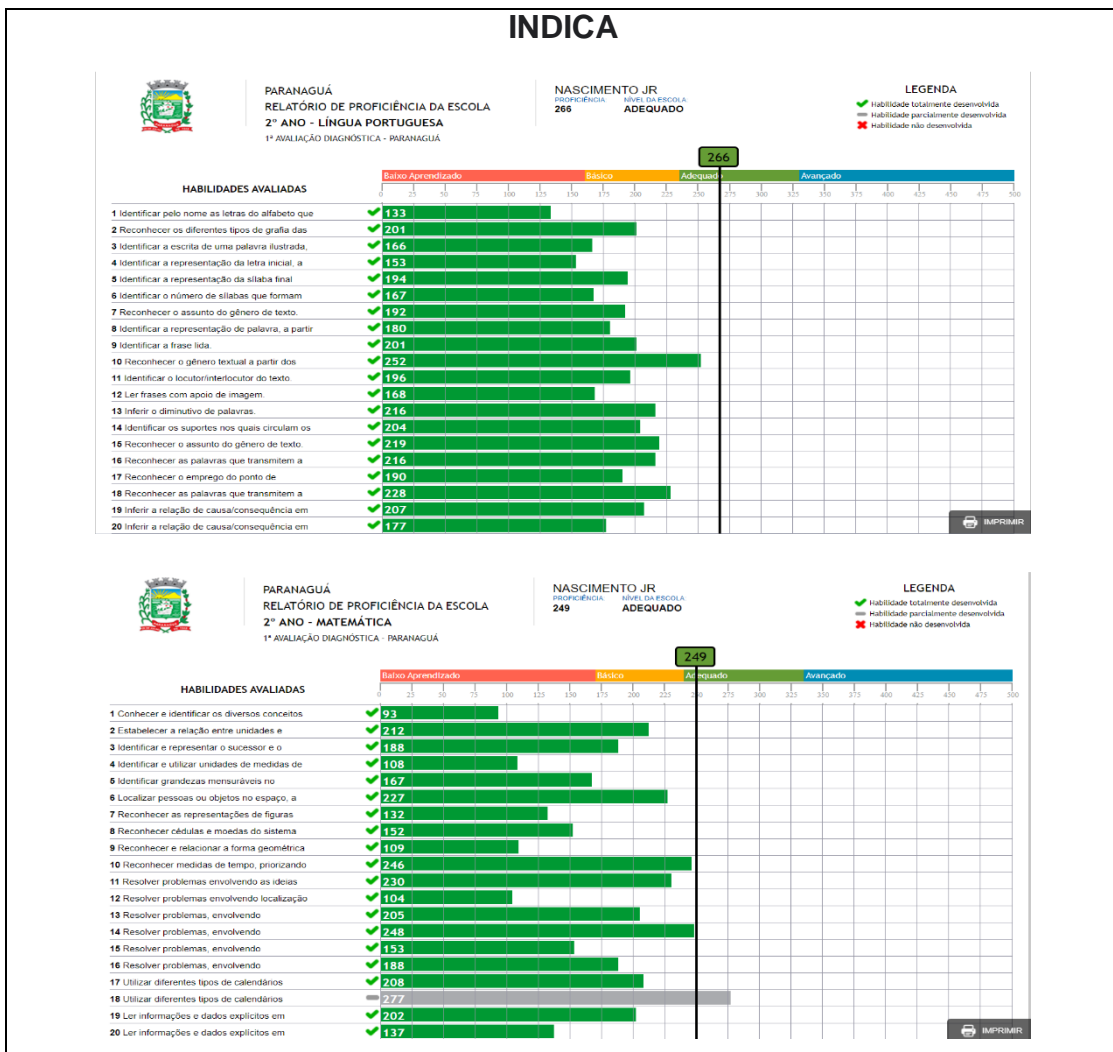 INDICA
PARANAGUÁ
RELATÓRIO DE PROFICIÊNCIA DA ESCOLA
2º ANO - LÍNGUA PORTUGUESA
1ª AVALIAÇÃO DIAGNÓSTICA - PARANAGUÁ
NASCIMENTO JR
PROFICIÊNCIA NÍVEL DA ESCOLA
266 ADEQUADO
LEGENDA
Habilidade totalmente desenvolvida
Habilidade parcialmente desenvolvida
Habilidade não desenvolvida
266
HABILIDADES AVALIADAS
Baixo Aprendizado Básico Adequado Avançado
0 25 50 75 100 125 150 175 200 225 250 275 300 325 350 375 400 425 450 475 500
1 Identificar pelo nome as letras do alfabeto que 133
2 Reconhecer os diferentes tipos de grafia das 201
3 Identificar a escrita de uma palavra ilustrada, 166
4 Identificar a representação da letra inicial, a 153
5 Identificar a representação da sílaba final 194
6 Identificar o número de sílabas que formam 167
7 Reconhecer o assunto do gênero de texto. 192
8 Identificar a representação de palavra, a partir 180
9 Identificar a frase lida. 201
10 Reconhecer o gênero textual a partir dos 252
11 Identificar o locutor/interlocutor do texto. 196
12 Ler frases com apoio de imagem. 168
13 Inferir o diminutivo de palavras. 216
14 Identificar os suportes nos quais circulam os 204
15 Reconhecer o assunto do gênero de texto. 219
16 Reconhecer as palavras que transmitem a 216
17 Reconhecer o emprego do ponto de 190
18 Reconhecer as palavras que transmitem a 228
19 Inferir a relação de causa/consequência em 207
20 Inferir a relação de causa/consequência em 177
IMPRIMIR
PARANAGUÁ
RELATÓRIO DE PROFICIÊNCIA DA ESCOLA
2º ANO - MATEMÁTICA
1ª AVALIAÇÃO DIAGNÓSTICA - PARANAGUÁ
NASCIMENTO JR
PROFICIÊNCIA NÍVEL DA ESCOLA
249 ADEQUADO
LEGENDA
Habilidade totalmente desenvolvida
Habilidade parcialmente desenvolvida
Habilidade não desenvolvida
249
HABILIDADES AVALIADAS
Baixo Aprendizado Básico Adequado Avançado
0 25 50 75 100 125 150 175 200 225 250 275 300 325 350 375 400 425 450 475 500
1 Conhecer e identificar os diversos conceitos 93
2 Estabelecer a relação entre unidades e 212
3 Identificar e representar o sucessor e o 188
4 Identificar e utilizar unidades de medidas de 108
5 Identificar grandezas mensuráveis no 167
6 Localizar pessoas ou objetos no espaço, a 227
7 Reconhecer as representações de figuras 132
8 Reconhecer cédulas e moedas do sistema 152
9 Reconhecer e relacionar a forma geométrica 109
10 Reconhecer medidas de tempo, priorizando 246
11 Resolver problemas envolvendo as ideias 230
12 Resolver problemas envolvendo localização 104
13 Resolver problemas, envolvendo 205
14 Resolver problemas, envolvendo 248
15 Resolver problemas, envolvendo 153
16 Resolver problemas, envolvendo 188
17 Utilizar diferentes tipos de calendários 208
18 Utilizar diferentes tipos de calendários 277
19 Ler informações e dados explícitos em 202
20 Ler informações e dados explícitos em 137
IMPRIMIR